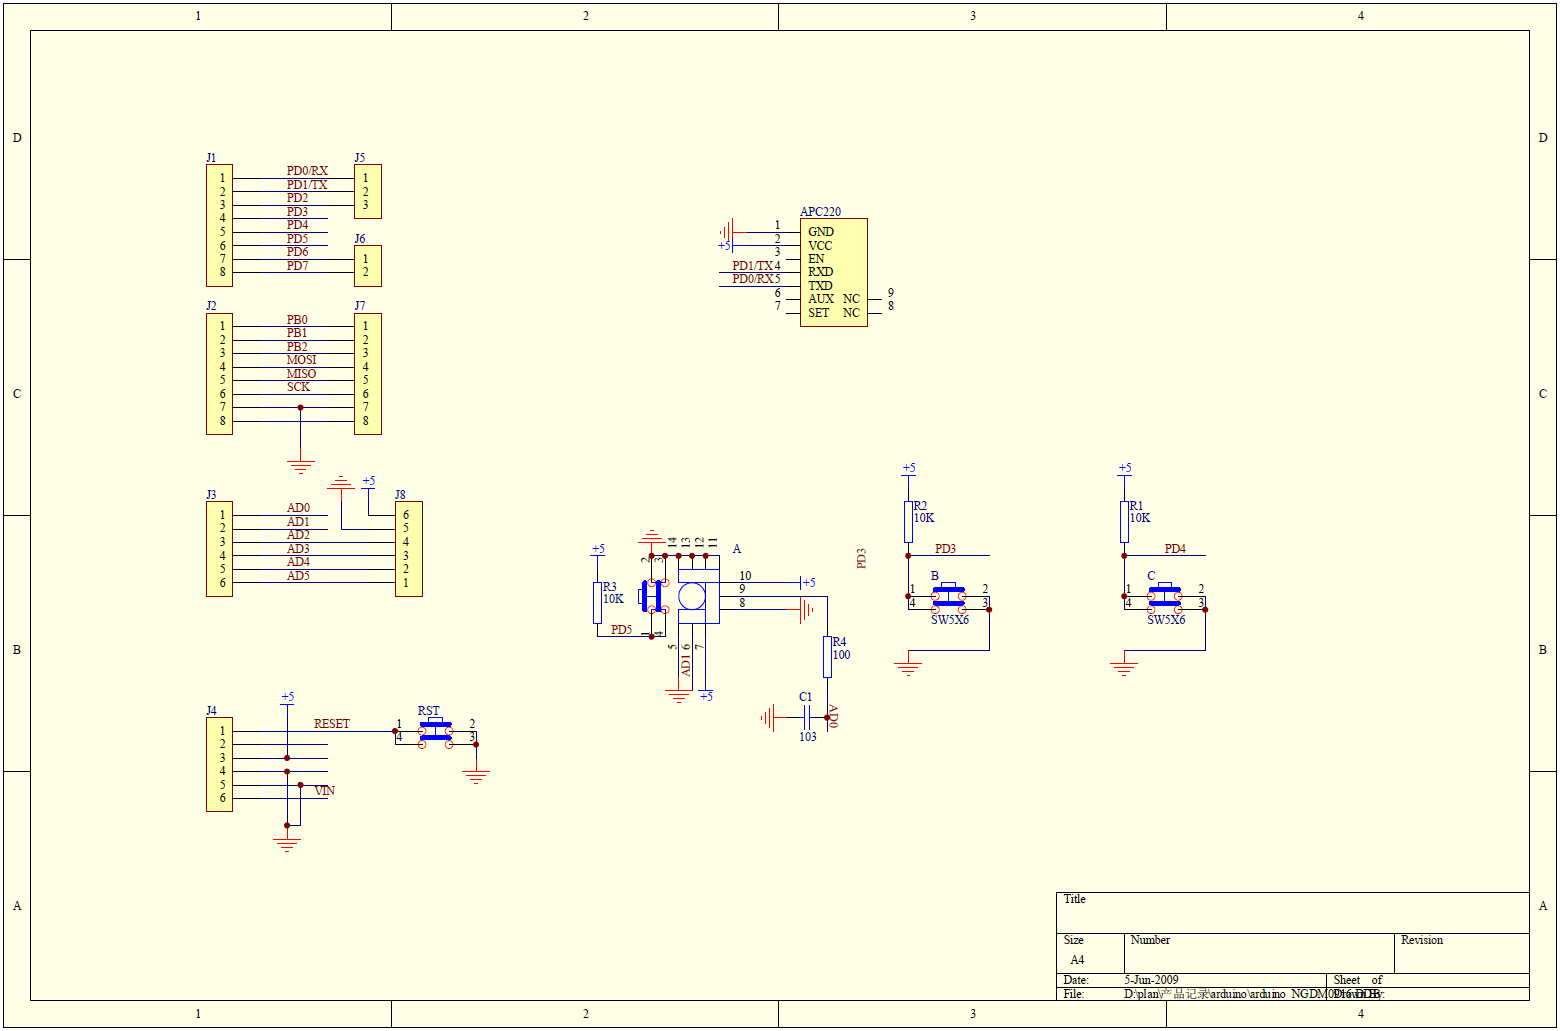 1 2 3 4
D D
C C
B B
A A
J1
1 PD0/RX
2 PD1/TX
3 PD2
4 PD3
5 PD4
6 PD5
7 PD6
8 PD7
J5
1
2
3
J6
1
2
J2
1 PB0
2 PB1
3 PB2
4 MOSI
5 MISO
6 SCK
7
8
J7
1
2
3
4
5
6
7
8
J3
1 AD0
2 AD1
3 AD2
4 AD3
5 AD4
6 AD5
+5
J8
6
5
4
3
2
1
+5
J4
1 RESET
2
3
4
5
6 VIN
RST
1 2
4 3
APC220
1 GND
+5 2 VCC
3 EN
PD1/TX 4 RXD
PD0/RX 5 TXD
6 AUX NC 9
7 SET NC 8
+5
R3
10K
PD5
2 3 14 13 12 11
A
10 +5
9
8
1 4
5 6 7
AD1
+5
R4
100
C1
103
AD0
PD3
+5
R2
10K
PD3
B
1 2
4 3
SW5X6
+5
R1
10K
PD4
C
1 2
4 3
SW5X6
Title
Size Number Revision
A4
Date: 5-Jun-2009 Sheet of
File: D:\plan\产品记录\arduino\arduino
1 2 3 4